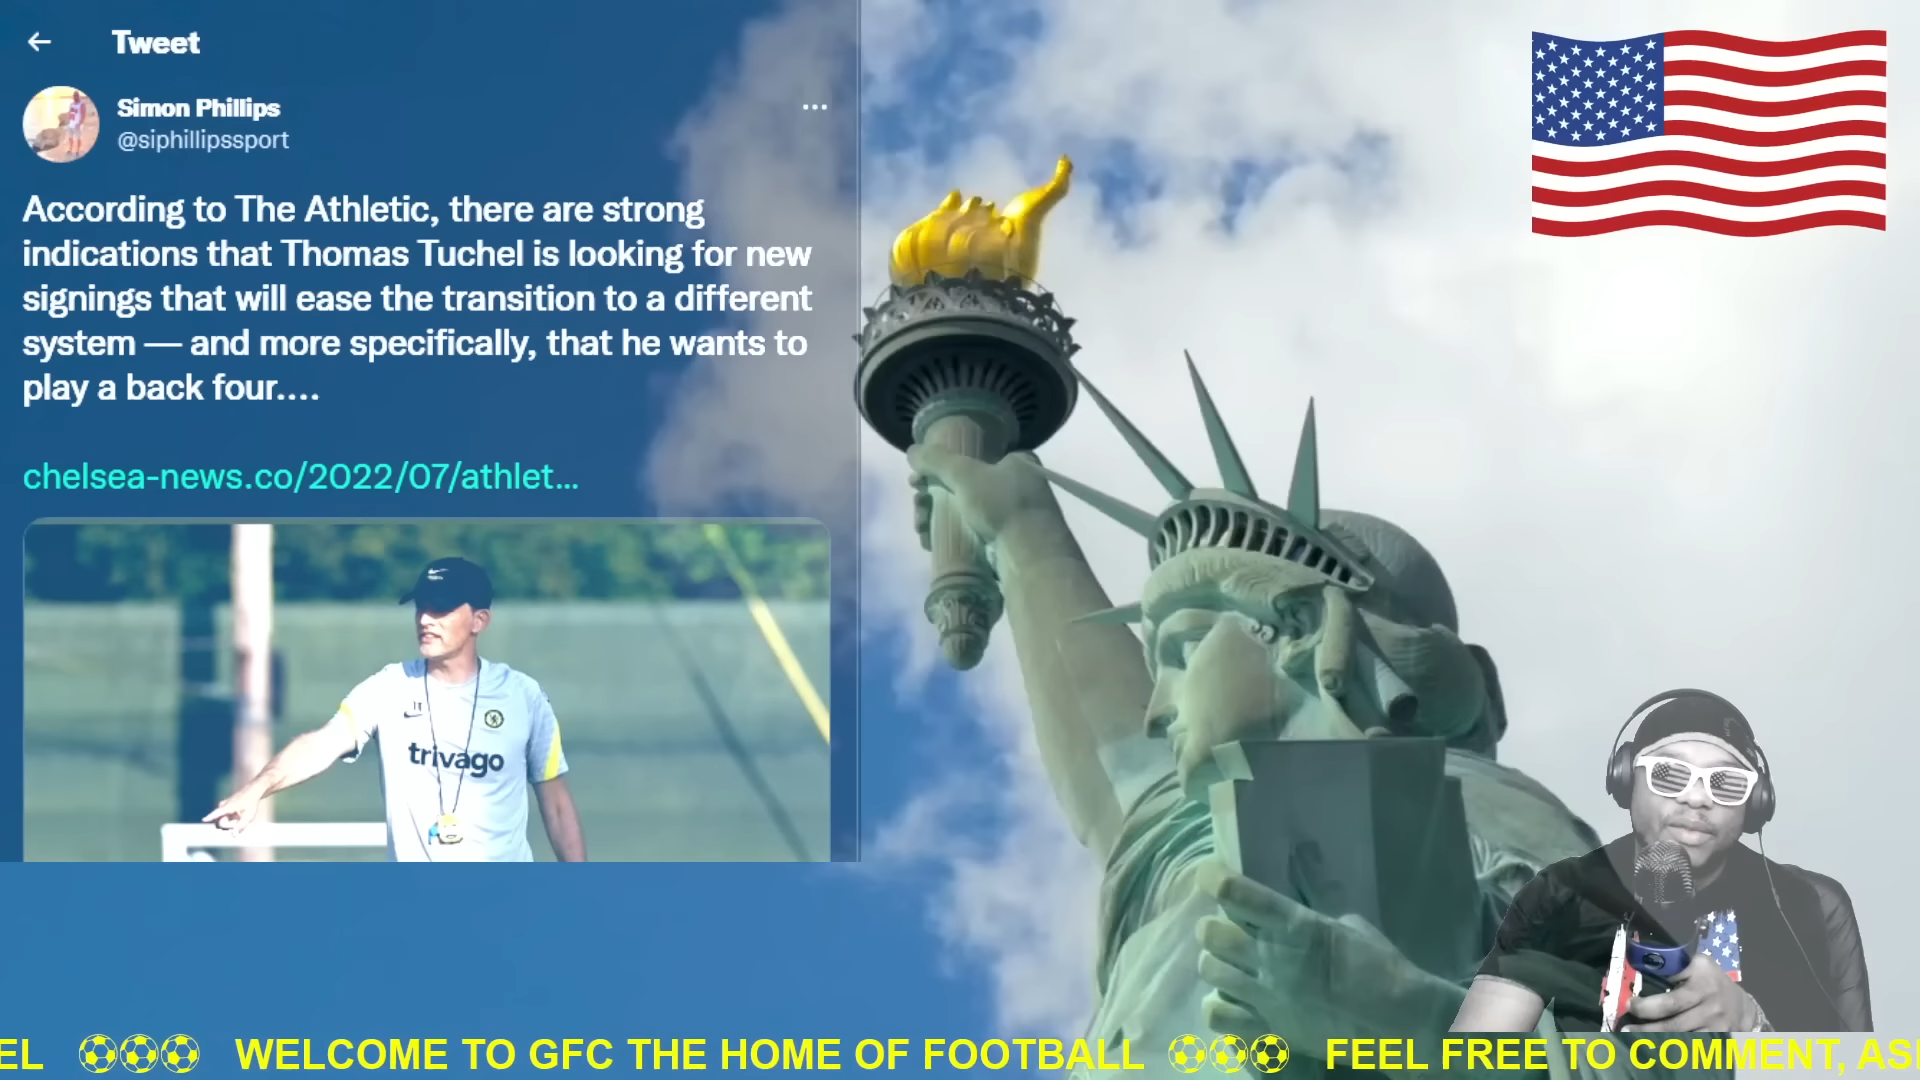 Tweet
Simon Phillips
@siphillipssport
According to The Athletic, there are strong
indications that Thomas Tuchel is looking for new
signings that will ease the transition to a different
system — and more specifically, that he wants to
play a back four....
chelsea-news.co/2022/07/athlet...
TT
trivago
EL WELCOME TO GFC THE HOME OF FOOTBALL FEEL FREE TO COMMENT, AS